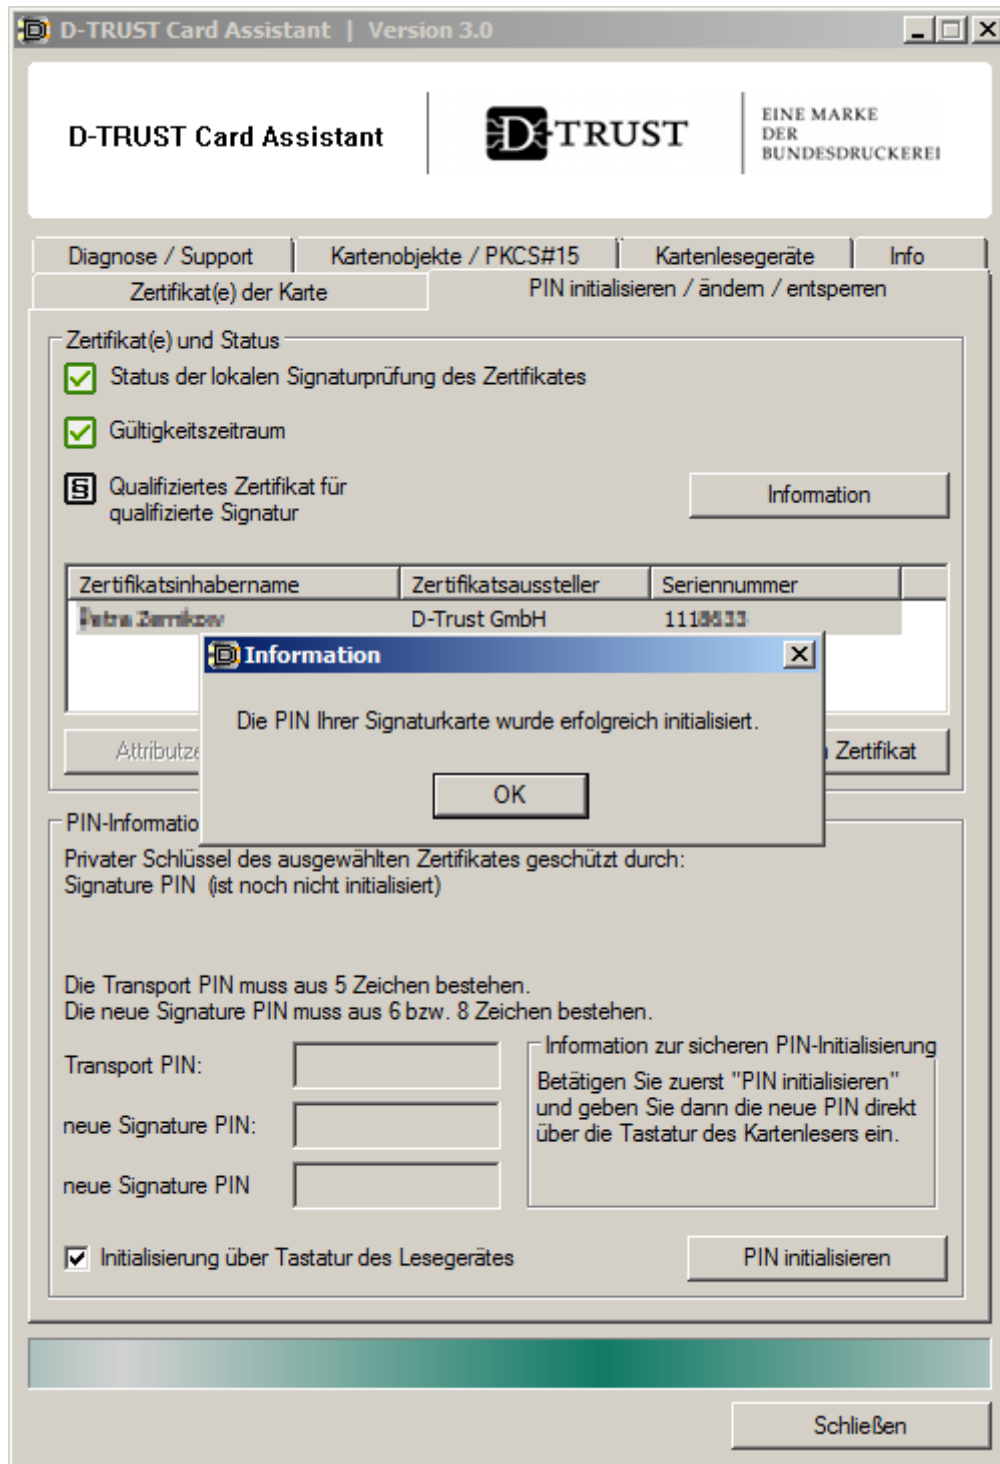 D-TRUST Card Assistant | Version 3.0
D-TRUST Card Assistant
D-TRUST
EINE MARKE
DER
BUNDESDRUCKEREI
Diagnose / Support
Kartenobjekte / PKCS#15
Kartenlesegeräte
Info
Zertifikat(e) der Karte
PIN initialisieren / ändern / entsperren
Zertifikat(e) und Status
Status der lokalen Signaturprüfung des Zertifikates
Gültigkeitszeitraum
Qualifiziertes Zertifikat für
qualifizierte Signatur
Information
Zertifikatsinhabername
Zertifikatsaussteller
Seriennummer
D-Trust GmbH
Information
Die PIN Ihrer Signaturkarte wurde erfolgreich initialisiert.
OK
Zertifikat
Privater Schlüssel des ausgewählten Zertifikates geschützt durch:
Signature PIN (ist noch nicht initialisiert)
Die Transport PIN muss aus 5 Zeichen bestehen.
Die neue Signature PIN muss aus 6 bzw. 8 Zeichen bestehen.
Transport PIN:
neue Signature PIN:
neue Signature PIN
Information zur sicheren PIN-Initialisierung
Betätigen Sie zuerst "PIN initialisieren"
und geben Sie dann die neue PIN direkt
über die Tastatur des Kartenlesers ein.
Initialisierung über Tastatur des Lesegerätes
PIN initialisieren
Schließen